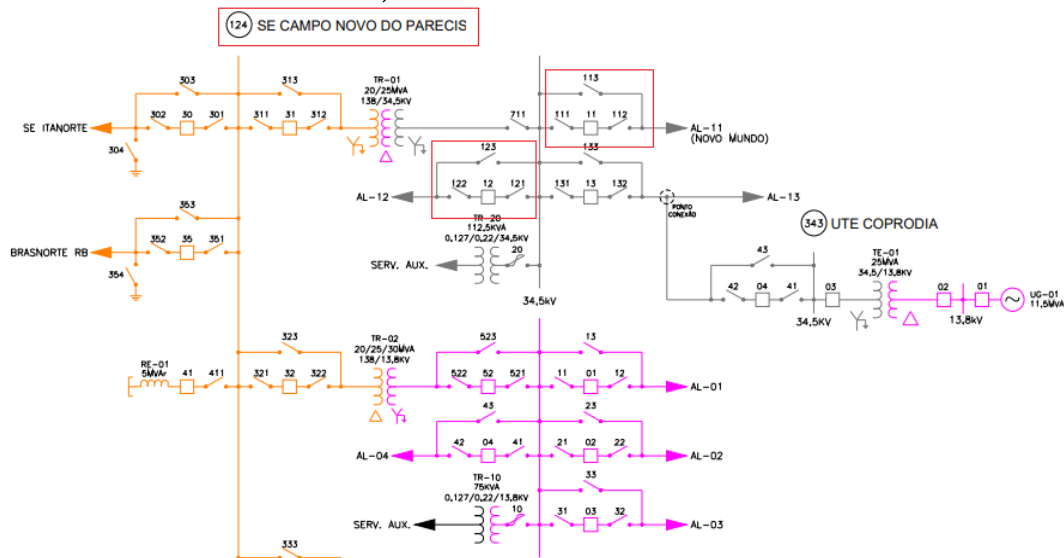 124 SE CAMPO NOVO DO PARECIS
303
313
TR-01
20/25MVA
138/34,5KV
113
302 30 301
311 31 312
711
111 11 112
SE ITANORTE
AL-11
(NOVO MUNDO)
304
123
133
122 12 121
131 13 132
AL-12
AL-13
PONTO
CONEXÃO
343 UTE COPRODIA
353
TR-20
112,5KVA
0,127/0,22/34,5KV
352 35 351
BRASNORTE RB
20
SERV. AUX.
354
34,5kV
43
42 04 41
03
34,5KV
TE-01
25MVA
34,5/13,8KV
02
01
13,8kV
UG-01
11,5MVA
323
TR-02
20/25/30MVA
138/13,8KV
523
13
RE-01
5MVAr
41 411
321 32 322
522 52 521
11 01 12
AL-01
43
23
42 04 41
21 02 22
AL-04
AL-02
TR-10
75KVA
0,127/0,22/13,8KV
33
10
31 03 32
SERV. AUX.
AL-03
333